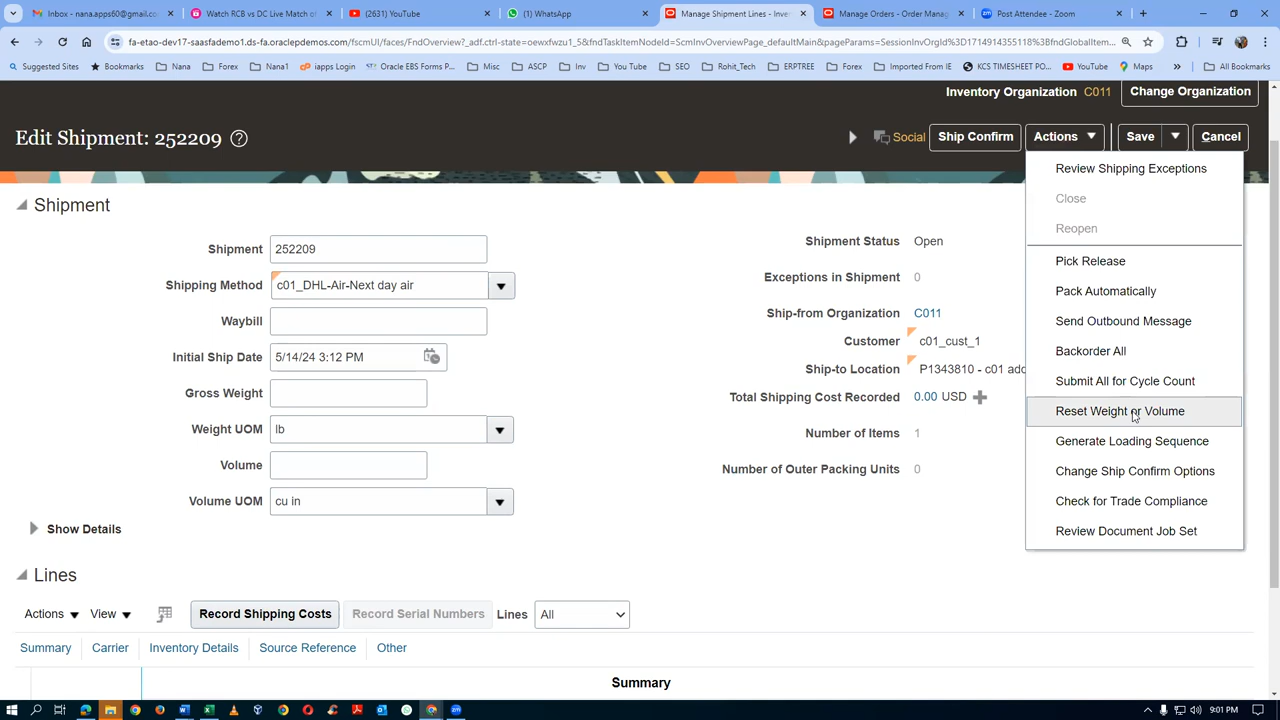 Inbox - nana.apps60@gmail.com
Watch RCB vs DC Live Match of
(2631) YouTube
(1) WhatsApp
Manage Shipment Lines - Inven
Manage Orders - Order Manag
Post Attendee - Zoom
fa-etao-dev17-saasfademo1.ds-fa.oraclepdemos.com/fscmUI/faces/FndOverview?_adf.ctrl-state=oewxfwzu1_5&fndTaskItemNodeId=ScmInvOverviewPage_defaultMain&pageParams=SessionInvOrgId%3D1714914355118%3BfndGlobalItem...
Suggested Sites Bookmarks Nana Forex Nana1 iapps Login Oracle EBS Forms P... Misc ASCP Inv You Tube SEO Rohit_Tech ERPTREE Forex Imported From IE KCS TIMESHEET PO... YouTube Maps » All Bookmarks
Inventory Organization C011 Change Organization
Edit Shipment: 252209 ? Social Ship Confirm Actions Save Cancel
Review Shipping Exceptions
Close
Reopen
Pick Release
Pack Automatically
Send Outbound Message
Backorder All
Submit All for Cycle Count
Reset Weight or Volume
Generate Loading Sequence
Change Ship Confirm Options
Check for Trade Compliance
Review Document Job Set
Shipment
Shipment 252209
Shipping Method c01_DHL-Air-Next day air
Waybill
Initial Ship Date 5/14/24 3:12 PM
Gross Weight
Weight UOM lb
Volume
Volume UOM cu in
Shipment Status Open
Exceptions in Shipment 0
Ship-from Organization C011
Customer c01_cust_1
Ship-to Location P1343810 - c01 add
Total Shipping Cost Recorded 0.00 USD
Number of Items 1
Number of Outer Packing Units 0
Show Details
Lines
Actions View Record Shipping Costs Record Serial Numbers Lines All
Summary Carrier Inventory Details Source Reference Other
Summary
9:01 PM